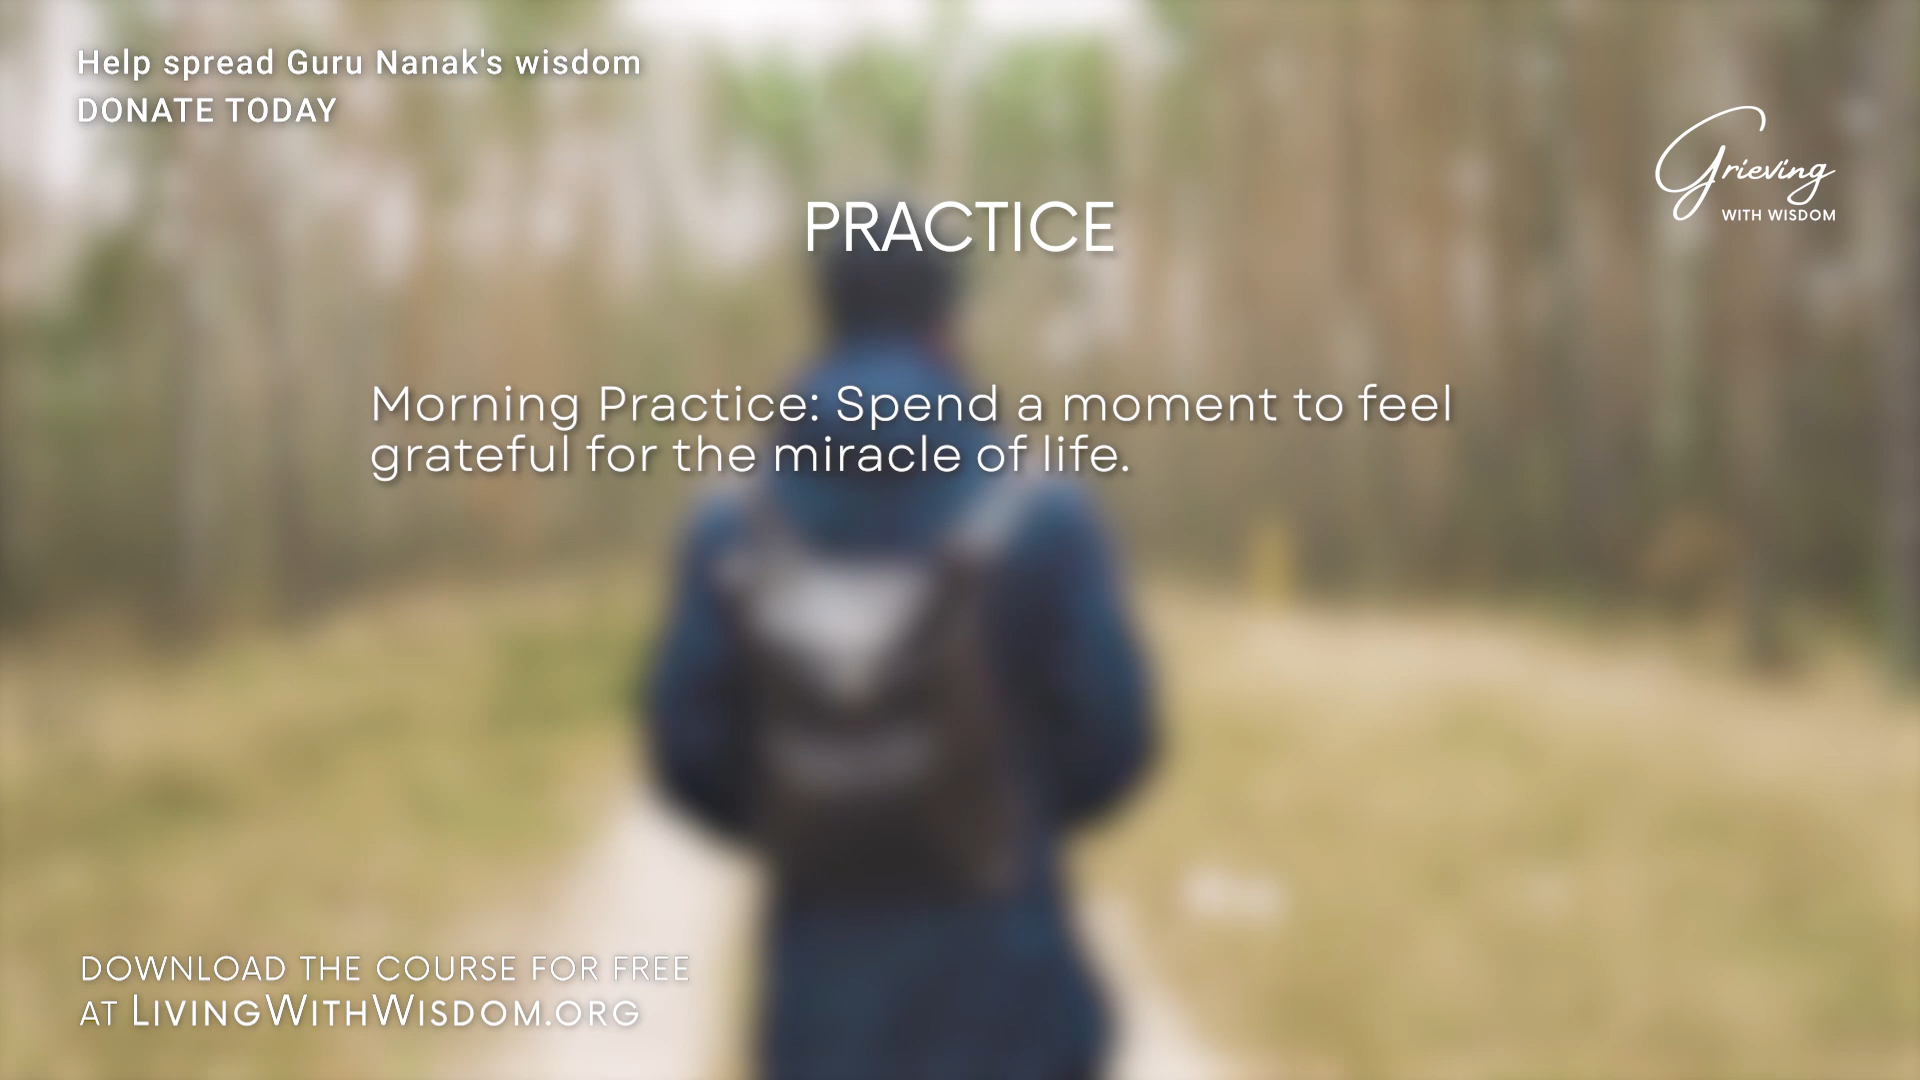 Help spread Guru Nanak's wisdom
DONATE TODAY
Grieving
WITH WISDOM
PRACTICE
Morning Practice: Spend a moment to feel
grateful for the miracle of life.
DOWNLOAD THE COURSE FOR FREE
AT LIVINGWITHWISDOM.ORG